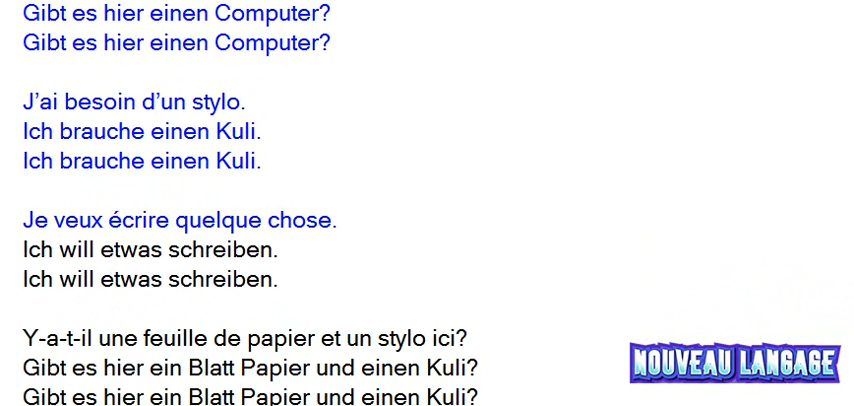 Gibt es hier einen Computer?
Gibt es hier einen Computer?
J’ai besoin d’un stylo.
Ich brauche einen Kuli.
Ich brauche einen Kuli.
Je veux écrire quelque chose.
Ich will etwas schreiben.
Ich will etwas schreiben.
Y-a-t-il une feuille de papier et un stylo ici?
Gibt es hier ein Blatt Papier und einen Kuli?
NOUVEAU LANGAGE
Gibt es hier ein Blatt Papier und einen Kuli?